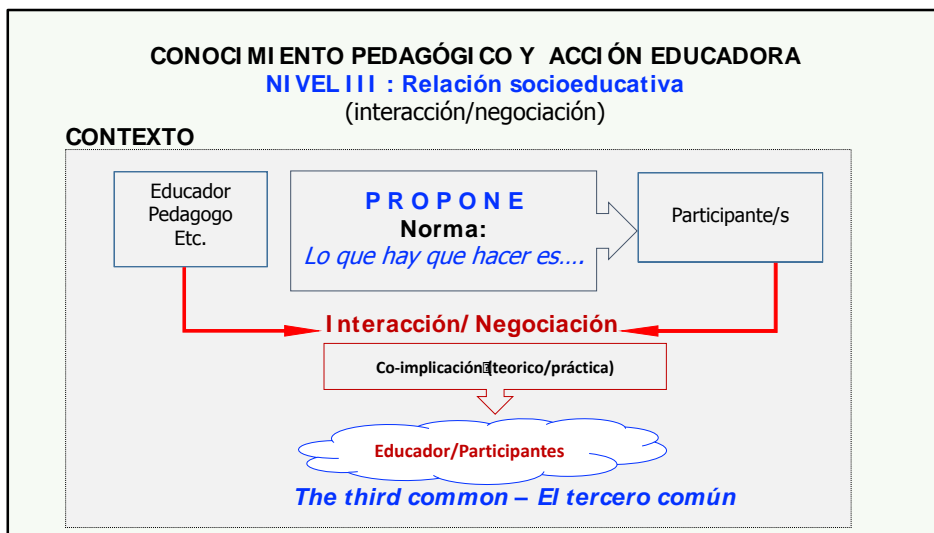 CONOCIMIENTO PEDAGÓGICO Y ACCIÓN EDUCADORA
NIVEL III : Relación socioeducativa
(interacción/negociación)
CONTEXTO
Educador
Pedagogo
Etc.
PROPONE
Norma:
Lo que hay que hacer es....
Participante/s
Interacción/ Negociación
Co-implicación (teorico/práctica)
Educador/Participantes
The third common – El tercero común